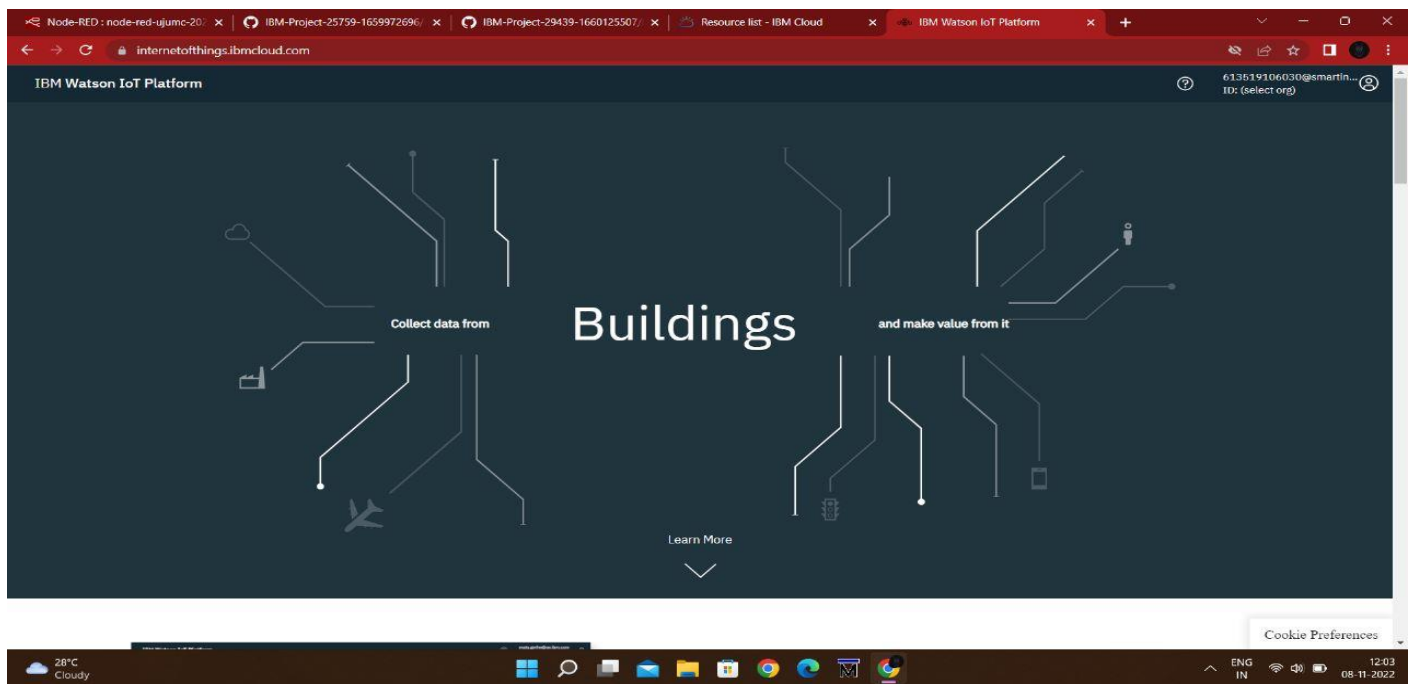 Node-RED : node-red-ujumc-202
IBM-Project-25759-1659972696/
IBM-Project-29439-1660125507/
Resource list - IBM Cloud
IBM Watson IoT Platform
internetofthings.ibmcloud.com
IBM Watson IoT Platform
613519106030@smartin...
ID: (select org)
Collect data from
Buildings
and make value from it
Learn More
Cookie Preferences
28°C
Cloudy
ENG
IN
12:03
08-11-2022